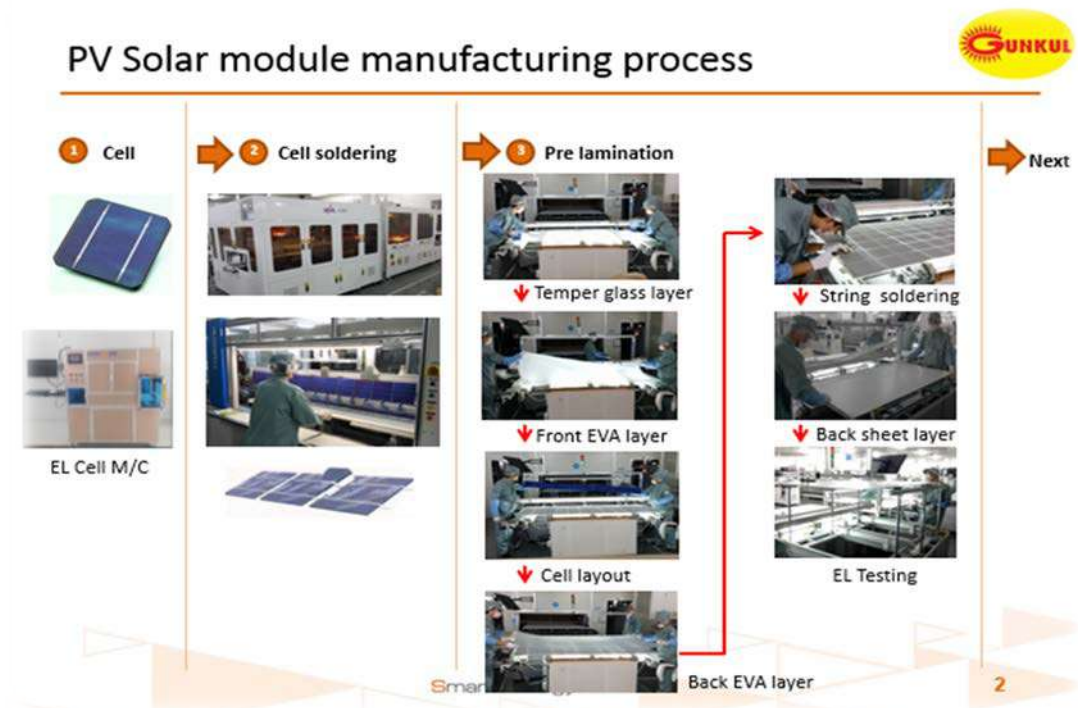 PV Solar module manufacturing process
GUNKUL
1 Cell
2 Cell soldering
3 Pre lamination
Next
EL Cell M/C
Temper glass layer
Front EVA layer
Cell layout
Back EVA layer
String soldering
Back sheet layer
EL Testing
Smar
2